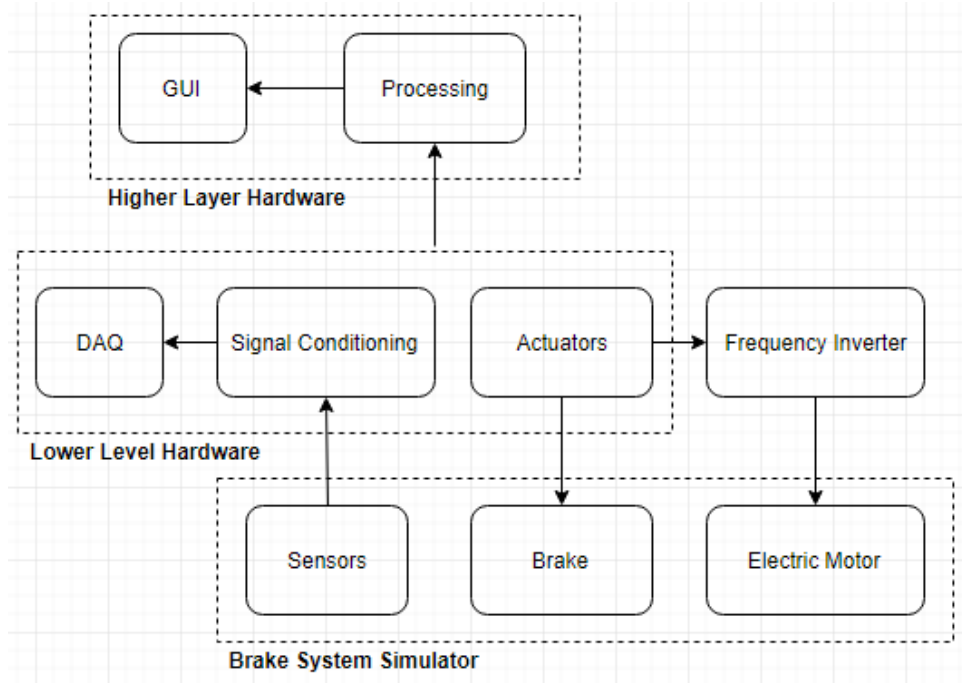 GUI
Processing
Higher Layer Hardware
DAQ
Signal Conditioning
Actuators
Frequency Inverter
Lower Level Hardware
Sensors
Brake
Electric Motor
Brake System Simulator